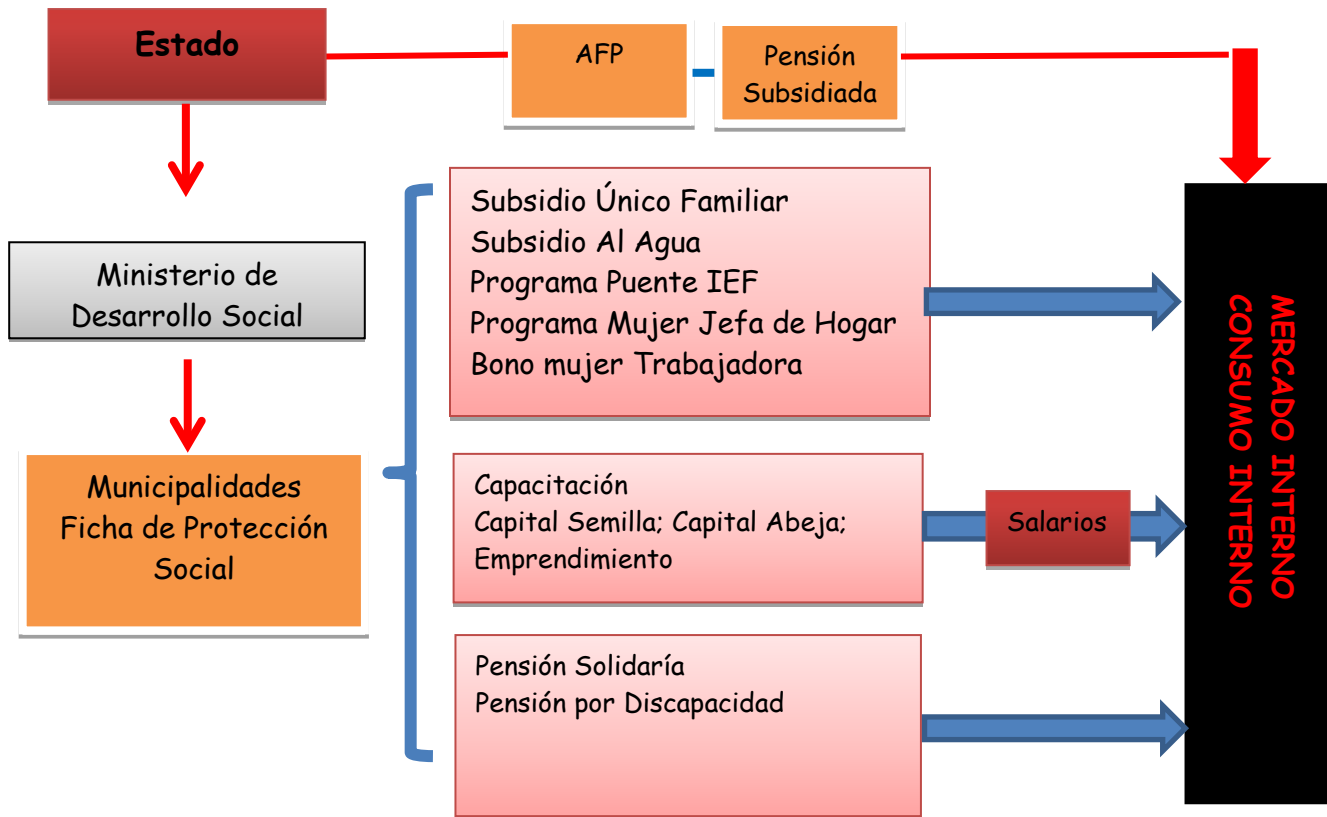 Estado
AFP
Pensión
Subsidiada
Subsidio Único Familiar
Subsidio Al Agua
Programa Puente IEF
Programa Mujer Jefa de Hogar
Bono mujer Trabajadora
Ministerio de
Desarrollo Social
Municipalidades
Ficha de Protección
Social
Capacitación
Capital Semilla; Capital Abeja;
Emprendimiento
Salarios
Pensión Solidaría
Pensión por Discapacidad
MERCADO INTERNO
CONSUMO INTERNO